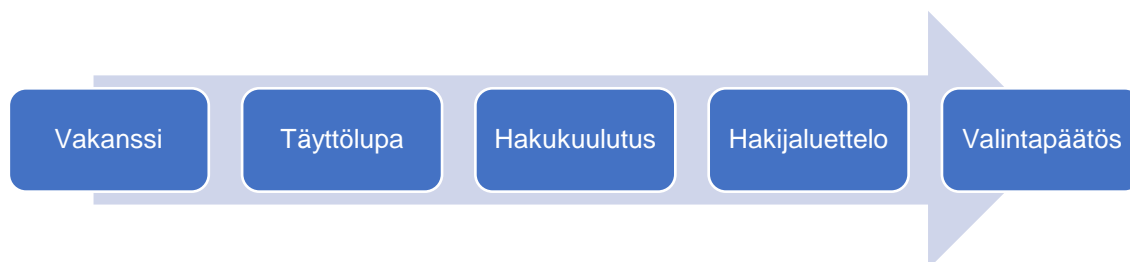 Vakanssi
Täyttölupa
Hakukuulutus
Hakijaluettelo
Valintapäätös